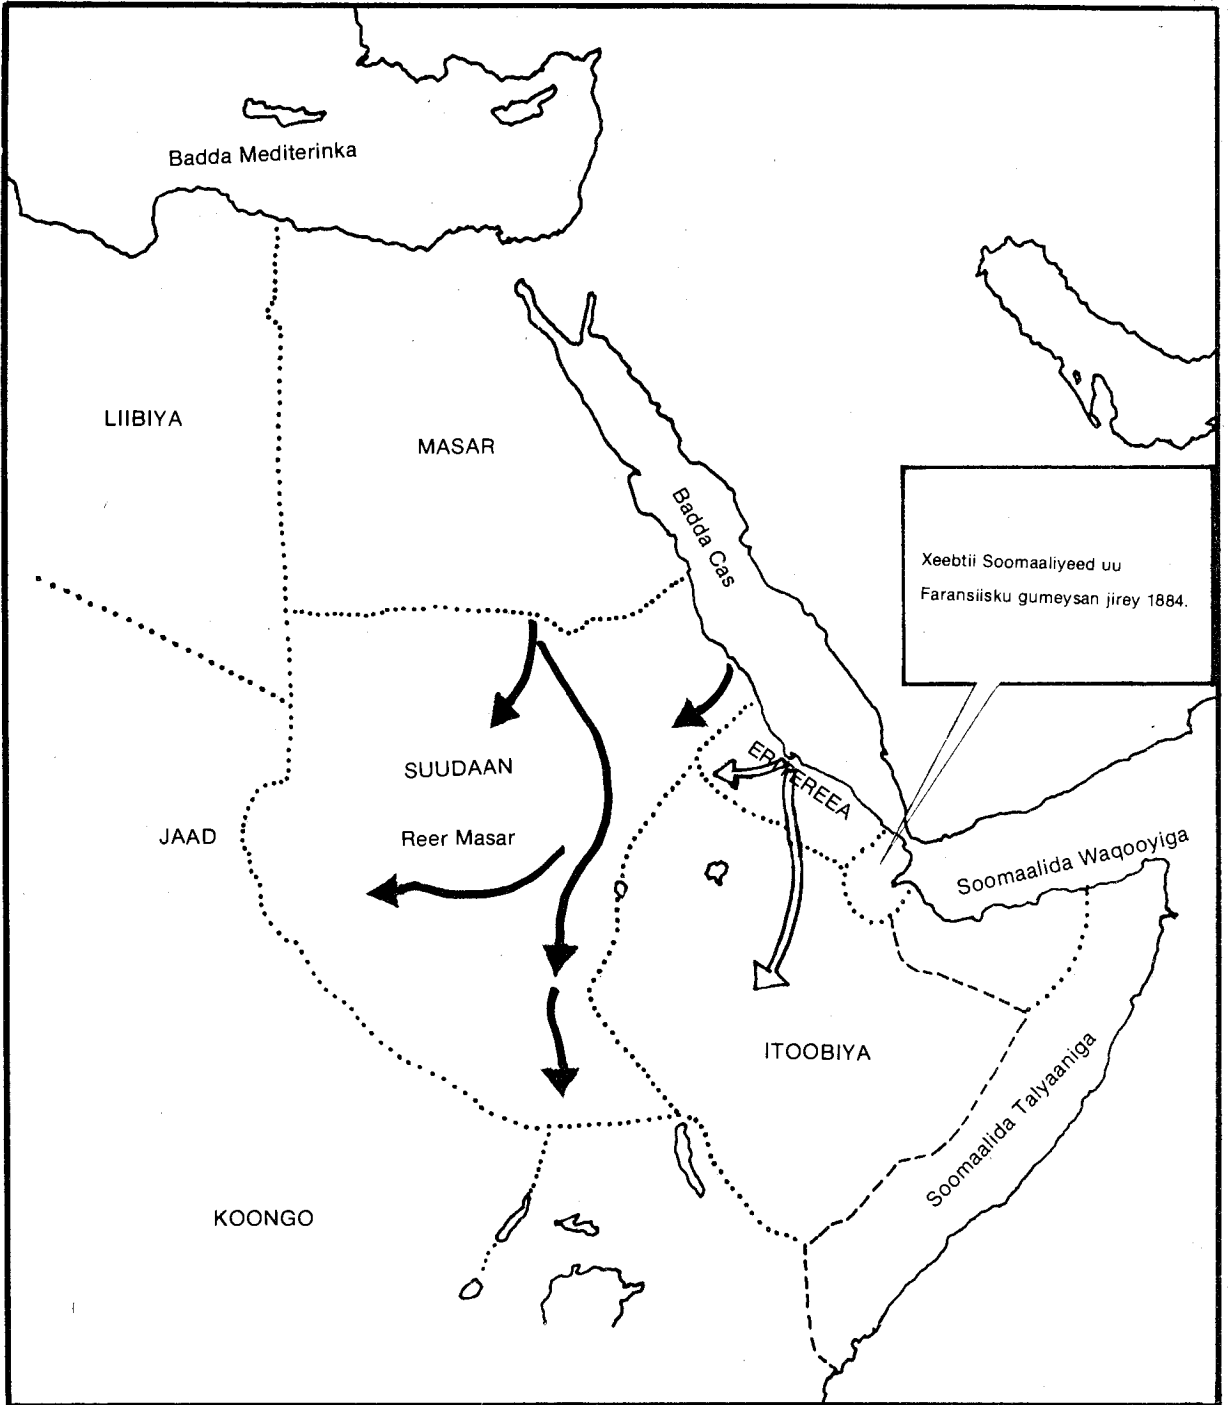 Badda Mediterinka
LIIBIYA
MASAR
Badda Cas
Xeebtii Soomaaliyeed uu
Faransiisku gumeysan jirey 1884.
SUUDAAN
ERITEREEA
JAAD
Reer Masar
Soomaalida Waqooyiga
ITOOBIYA
Soomaalida Talyaaniga
KOONGO